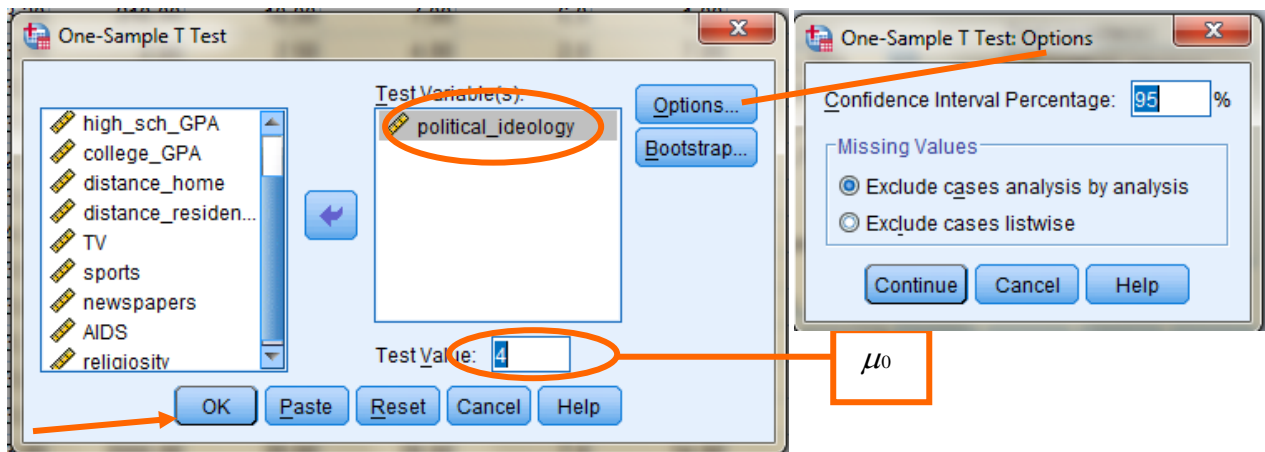 One-Sample T Test
high_sch_GPA
college_GPA
distance_home
distance_residen...
TV
sports
newspapers
AIDS
religiosity
Test Variable(s):
political_ideology
Options...
Bootstrap...
Test Value: 4
OK Paste Reset Cancel Help
One-Sample T Test: Options
Confidence Interval Percentage: 95 %
Missing Values
Exclude cases analysis by analysis
Exclude cases listwise
Continue Cancel Help
μ0